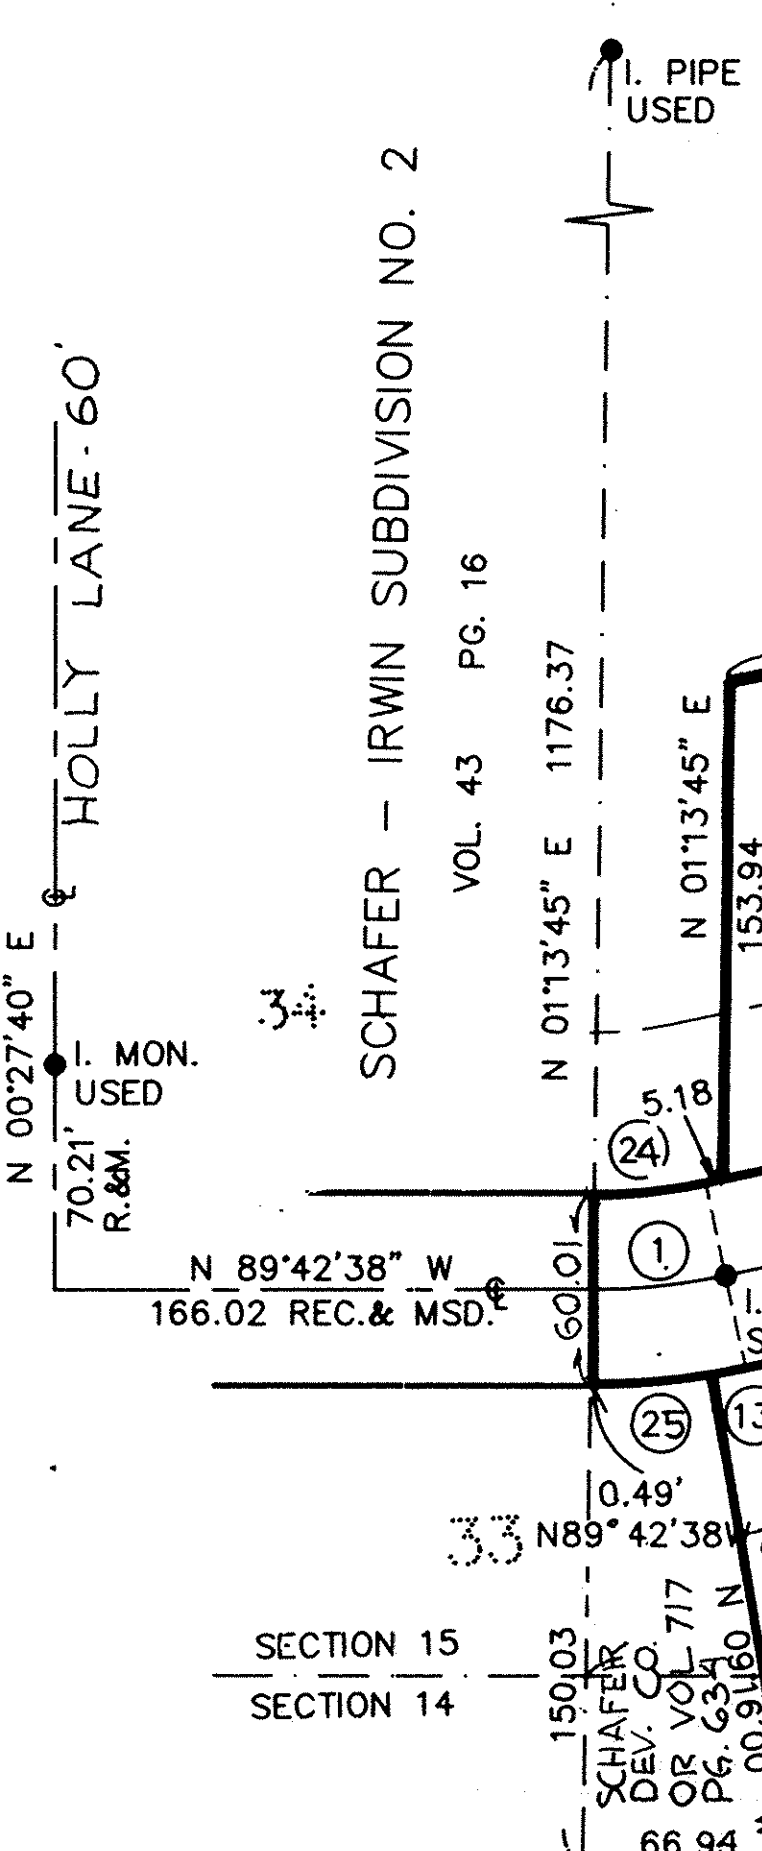 I. PIPE
USED
HOLLY LANE - 60'
SCHAFER – IRWIN SUBDIVISION NO. 2
VOL. 43 PG. 16
N 01°13'45" E 1176.37
N 01°13'45" E
153.94
N 00°27'40" E
34
I. MON.
USED
70.21'
R.&M.
5.18
24
1.
N 89°42'38" W
166.02 REC.& MSD.
60.01
I.
25
13
0.49'
33
N89°42'38W
SECTION 15
SECTION 14
150.03
SCHAFER
DEV. CO.
OR VOL 717
PG. 634
N
66.94